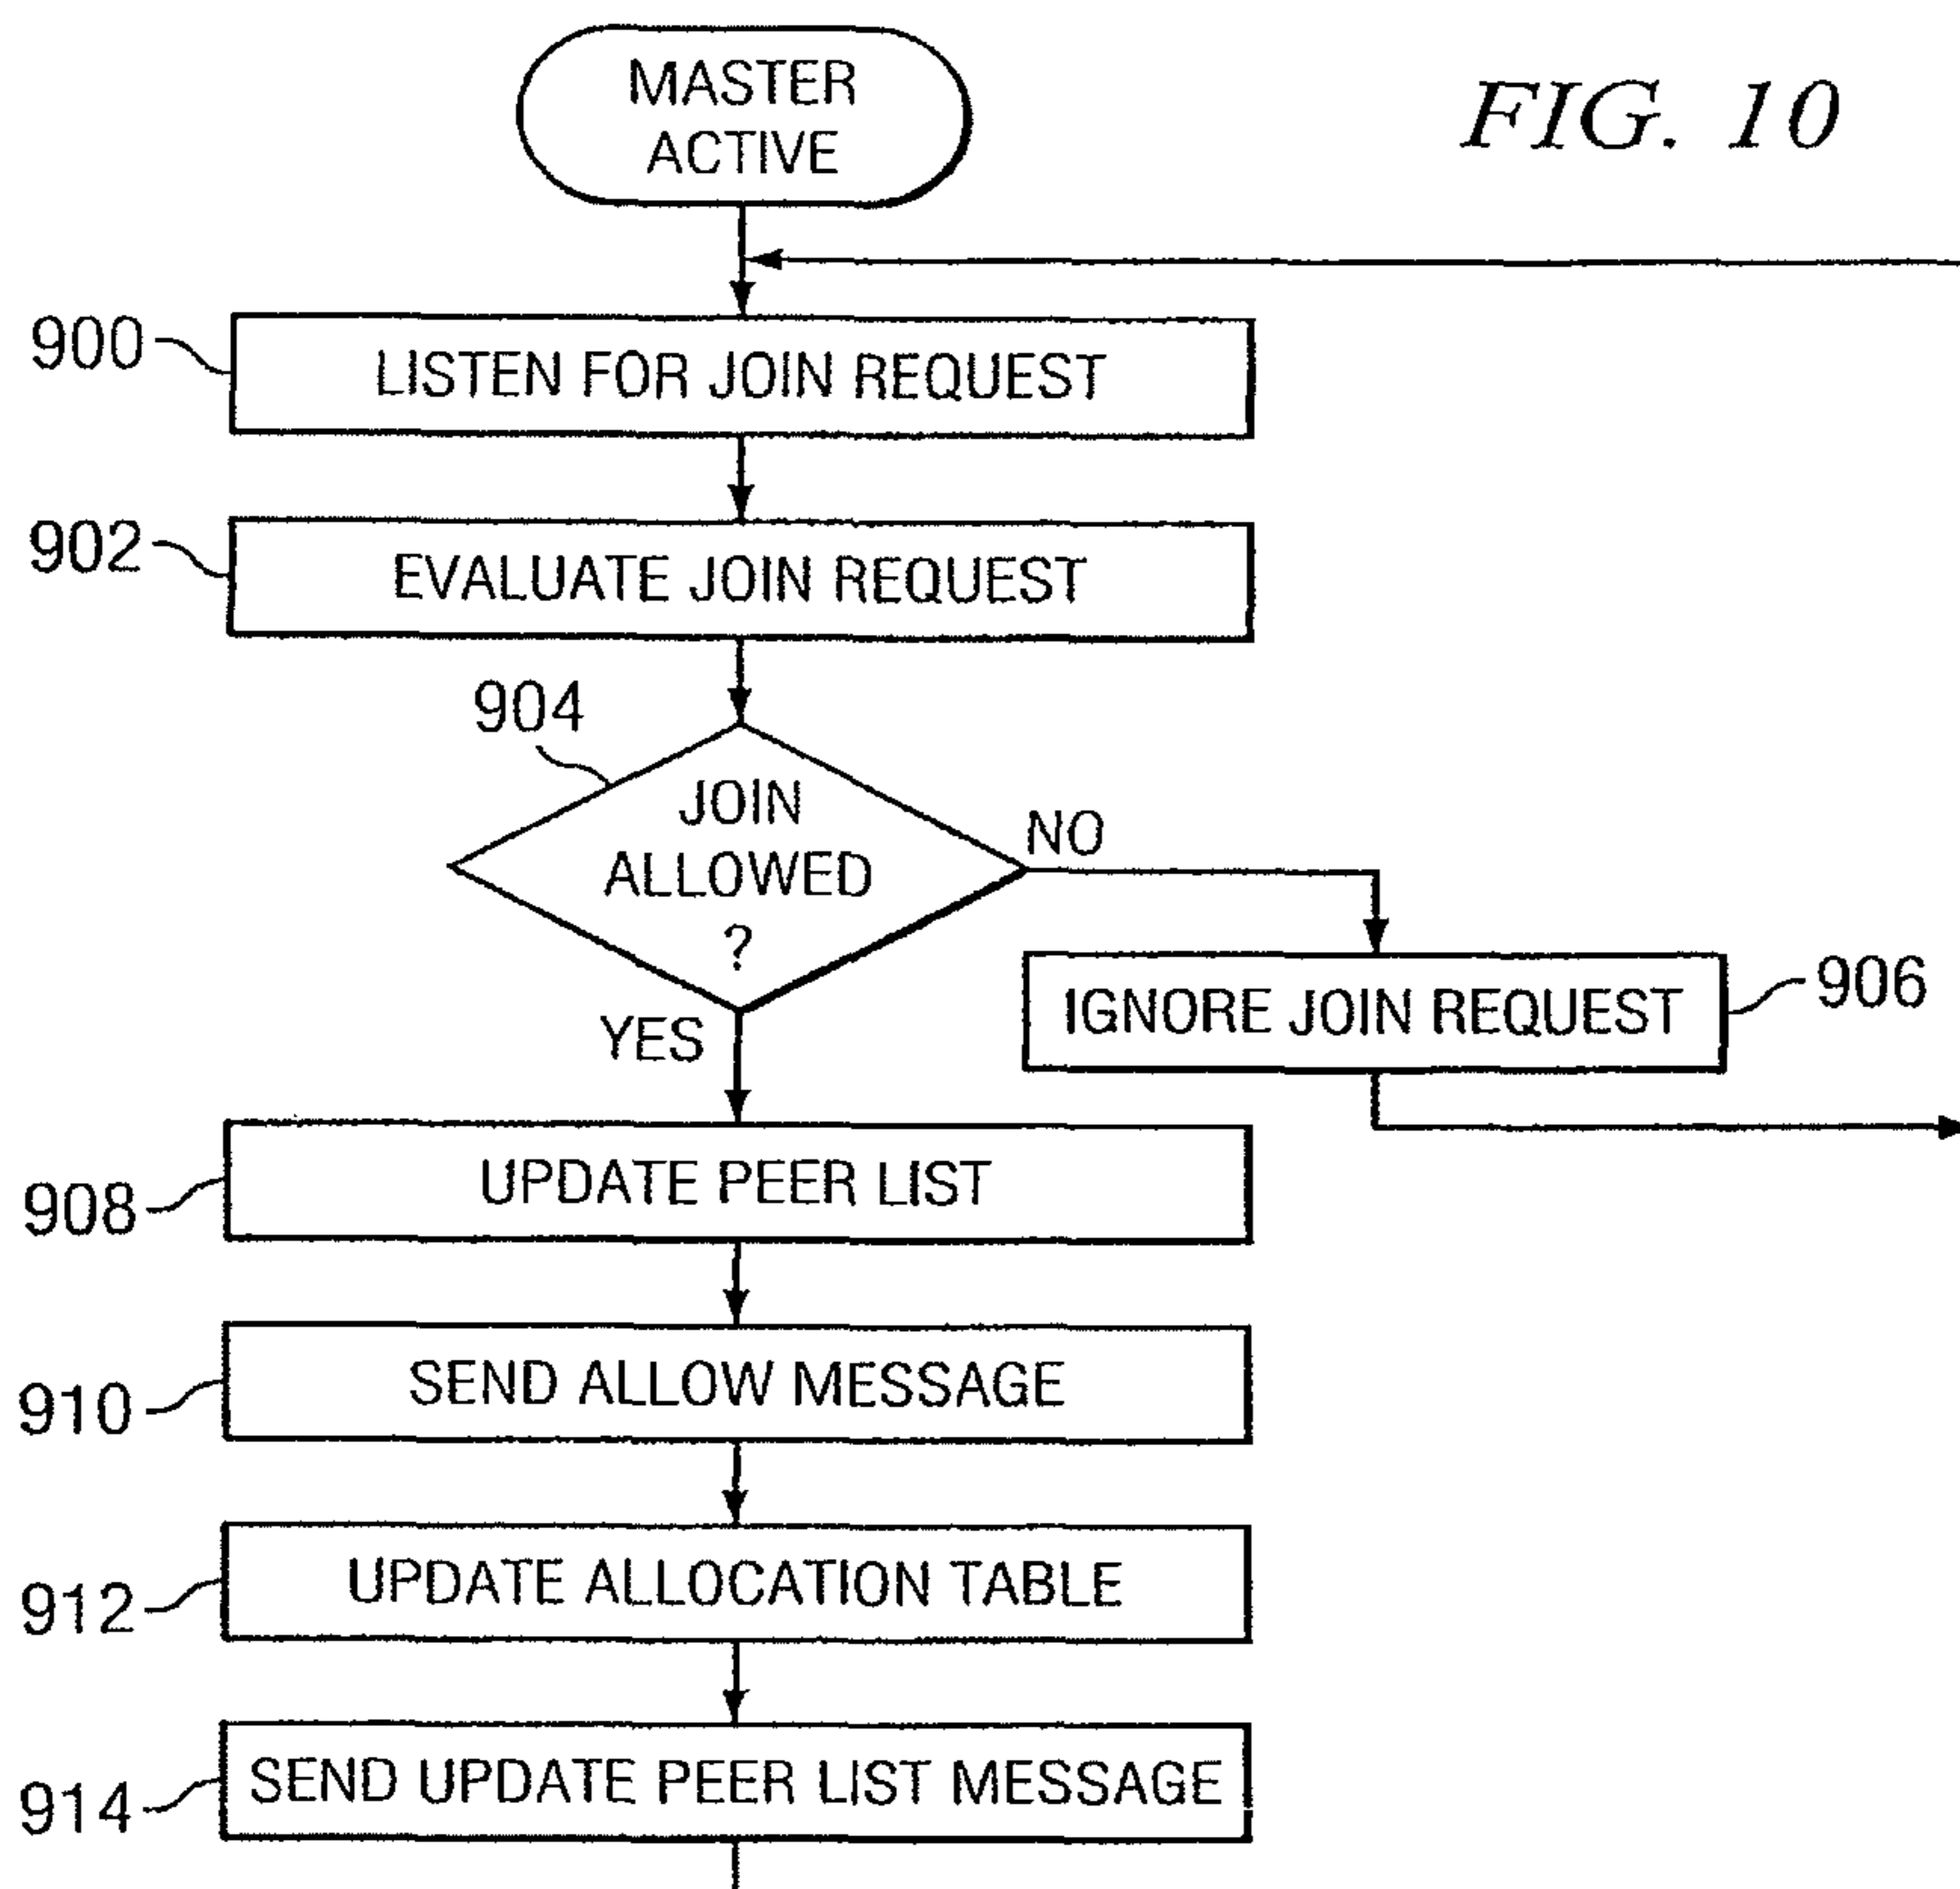 MASTER
ACTIVE
FIG. 10
900
LISTEN FOR JOIN REQUEST
902
EVALUATE JOIN REQUEST
904
JOIN
ALLOWED
?
NO
YES
IGNORE JOIN REQUEST
906
908
UPDATE PEER LIST
910
SEND ALLOW MESSAGE
912
UPDATE ALLOCATION TABLE
914
SEND UPDATE PEER LIST MESSAGE